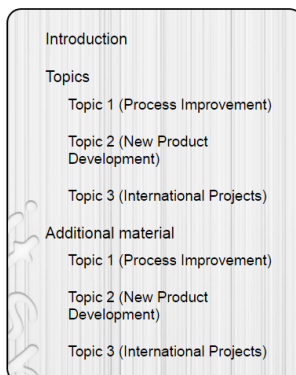 Introduction
Topics
Topic 1 (Process Improvement)
Topic 2 (New Product
Development)
Topic 3 (International Projects)
Additional material
Topic 1 (Process Improvement)
Topic 2 (New Product
Development)
Topic 3 (International Projects)